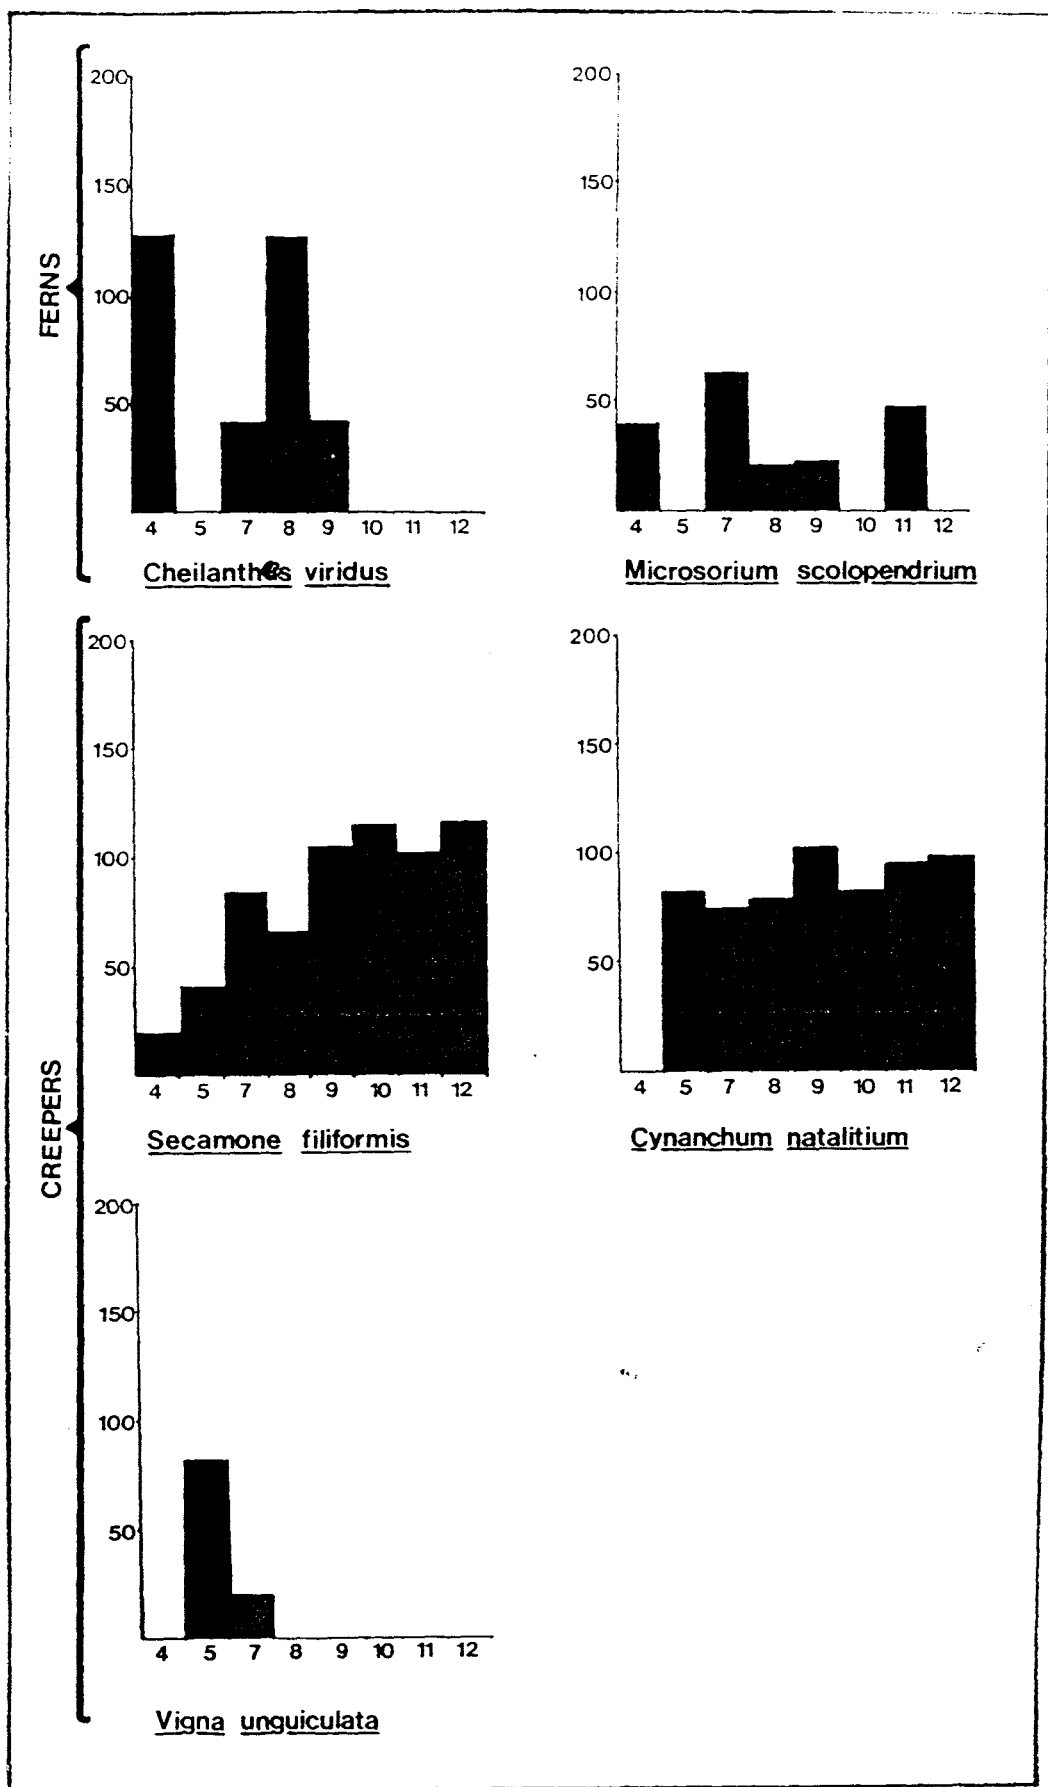 FERNS
200
150
100
50
4 5 7 8 9 10 11 12
Cheilanthes viridus
200
150
100
50
4 5 7 8 9 10 11 12
Microsorium scolopendrium
CREEPERS
200
150
100
50
4 5 7 8 9 10 11 12
Secamone filiformis
200
150
100
50
4 5 7 8 9 10 11 12
Cynanchum natalitium
200
150
100
50
4 5 7 8 9 10 11 12
Vigna unguiculata